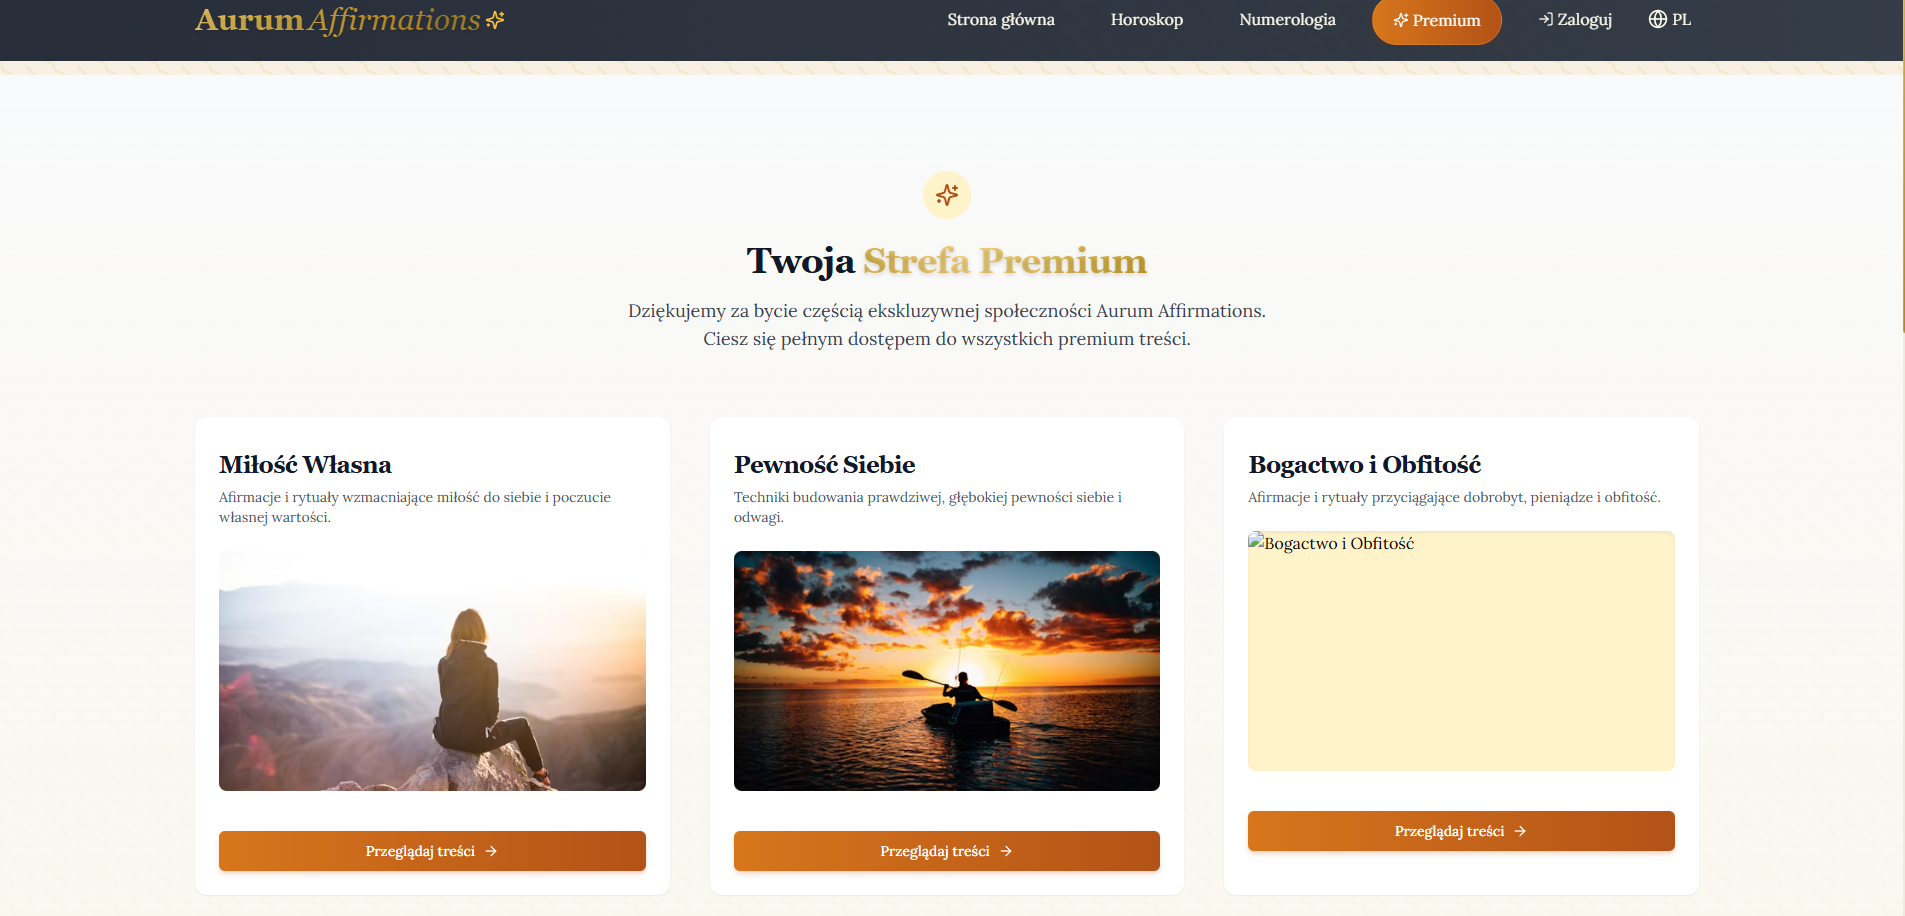 Aurum Affirmations
Strona główna
Horoskop
Numerologia
Premium
Zaloguj
PL
Twoja Strefa Premium
Dziękujemy za bycie częścią ekskluzywnej społeczności Aurum Affirmations.
Ciesz się pełnym dostępem do wszystkich premium treści.
Miłość Własna
Afirmacje i rytuały wzmacniające miłość do siebie i poczucie
własnej wartości.
Przeglądaj treści
Pewność Siebie
Techniki budowania prawdziwej, głębokiej pewności siebie i
odwagi.
Przeglądaj treści
Bogactwo i Obfitość
Afirmacje i rytuały przyciągające dobrobyt, pieniądze i obfitość.
Bogactwo i Obfitość
Przeglądaj treści